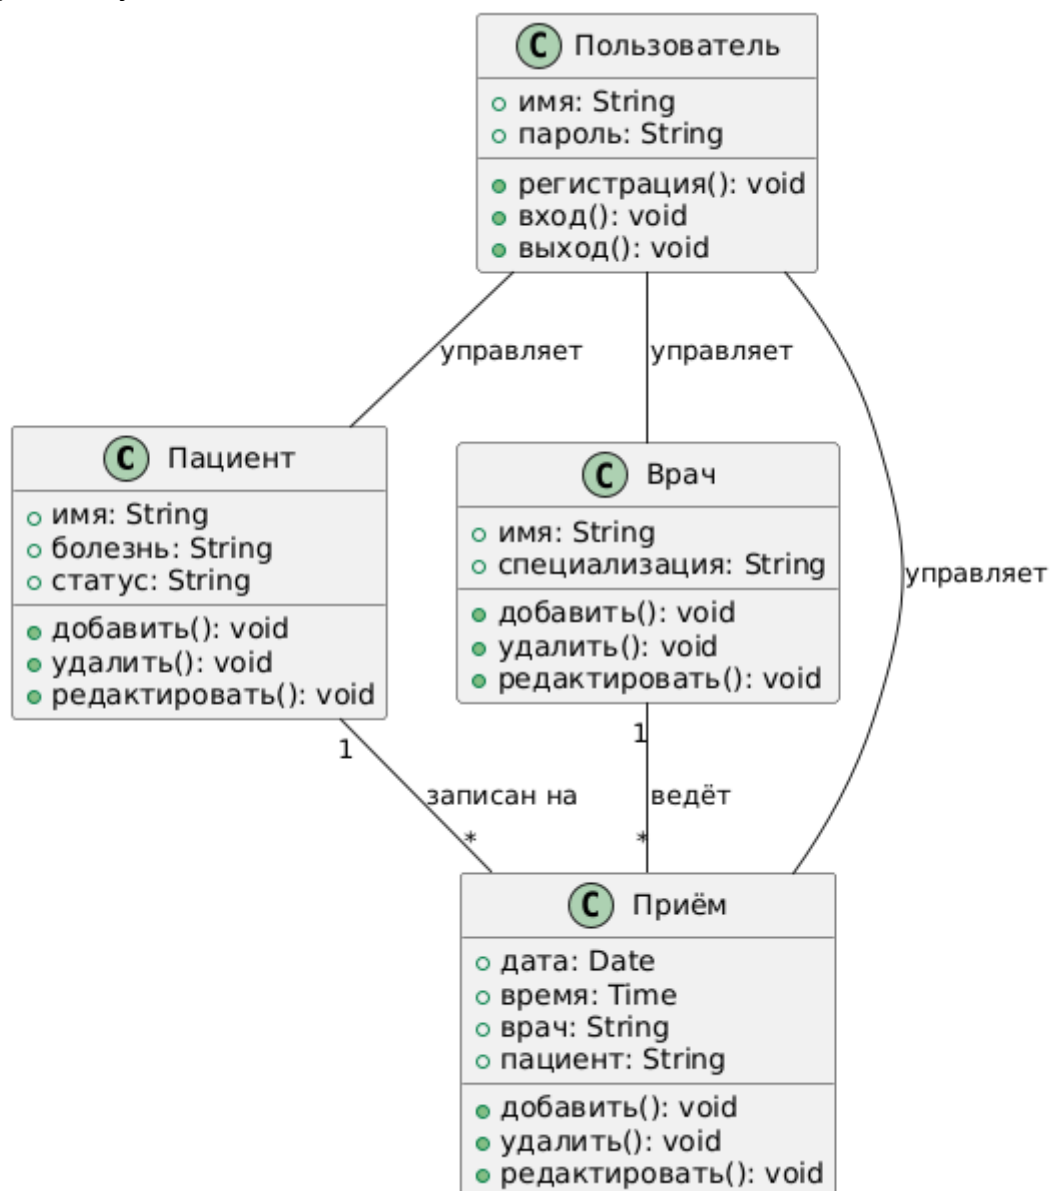 C Пользователь
имя: String
пароль: String
регистрация(): void
вход(): void
выход(): void
управляет
управляет
C Пациент
имя: String
болезнь: String
статус: String
добавить(): void
удалить(): void
редактировать(): void
C Врач
имя: String
специализация: String
добавить(): void
удалить(): void
редактировать(): void
управляет
1
1
записан на
ведёт
*
*
C Приём
дата: Date
время: Time
врач: String
пациент: String
добавить(): void
удалить(): void
редактировать(): void